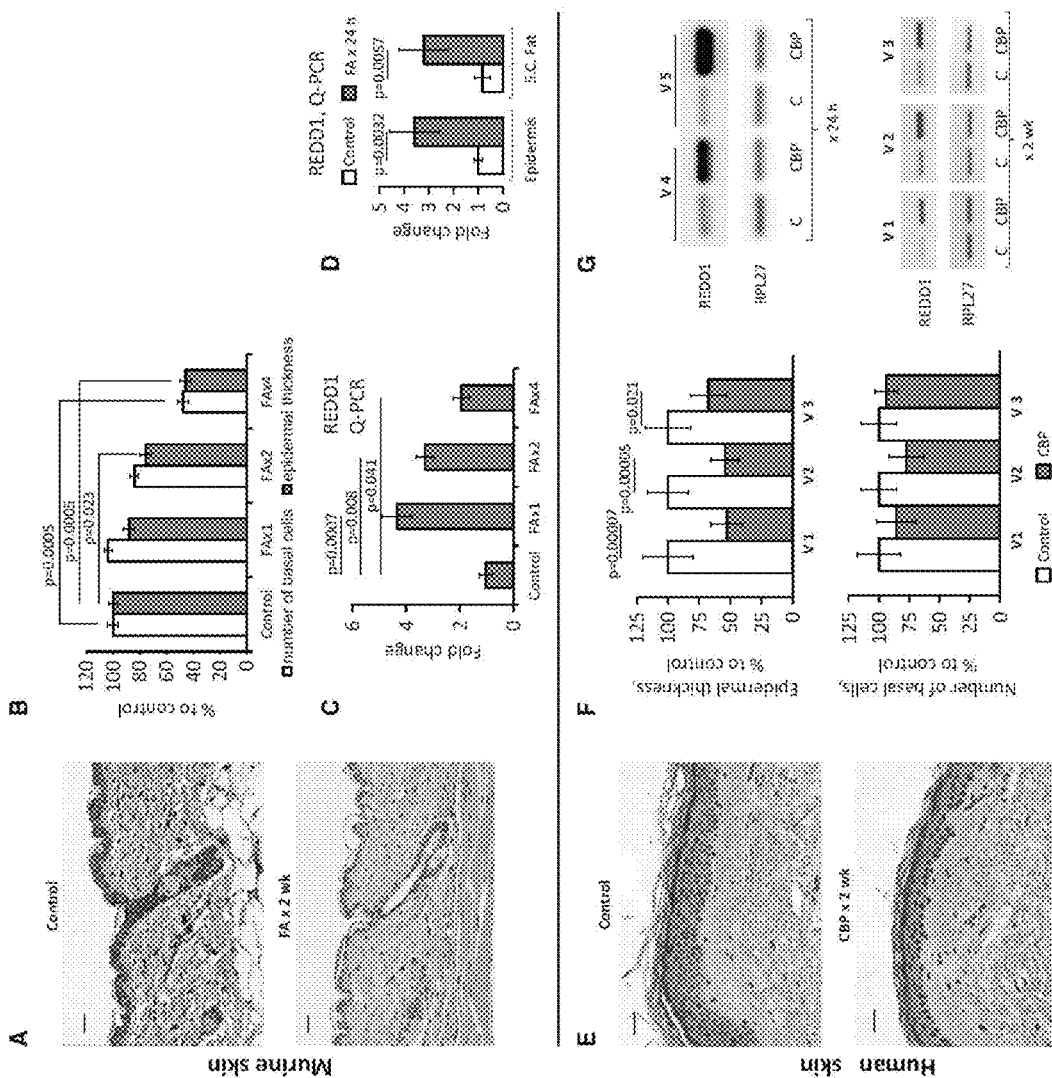 Murine skin
A
Control
FA x 2 wk
B
% to control
120
100
80
60
40
20
0
Control
FAx1
FAx2
FAx4
number of basal cells
epidermal thickness
p=0.0005
p=0.0005
p=0.023
C
REDD1
Q-PCR
Fold change
6
4
2
0
Control
FAx1
FAx2
FAx4
p=0.0007
p=0.008
p=0.041
D
REDD1, Q-PCR
Control
FA x 24 h
Fold change
5
4
3
2
1
0
p=0.0032
p=0.0057
Epidermis
S.C. Fat
Human skin
E
Control
CBP x 2 wk
F
Epidermal thickness,
% to control
125
100
75
50
25
0
p=0.00007
p=0.00005
p=0.021
V1
V2
V 3
Number of basal cells,
% to control
125
100
75
50
25
0
V1
V2
V 3
Control
CBP
G
V 4
V 5
REDD1
RPL27
C
CBP
C
CBP
x 24 h
V 1
V 2
V 3
REDD1
RPL27
C
CBP
C
CBP
C
CBP
x 2 wk